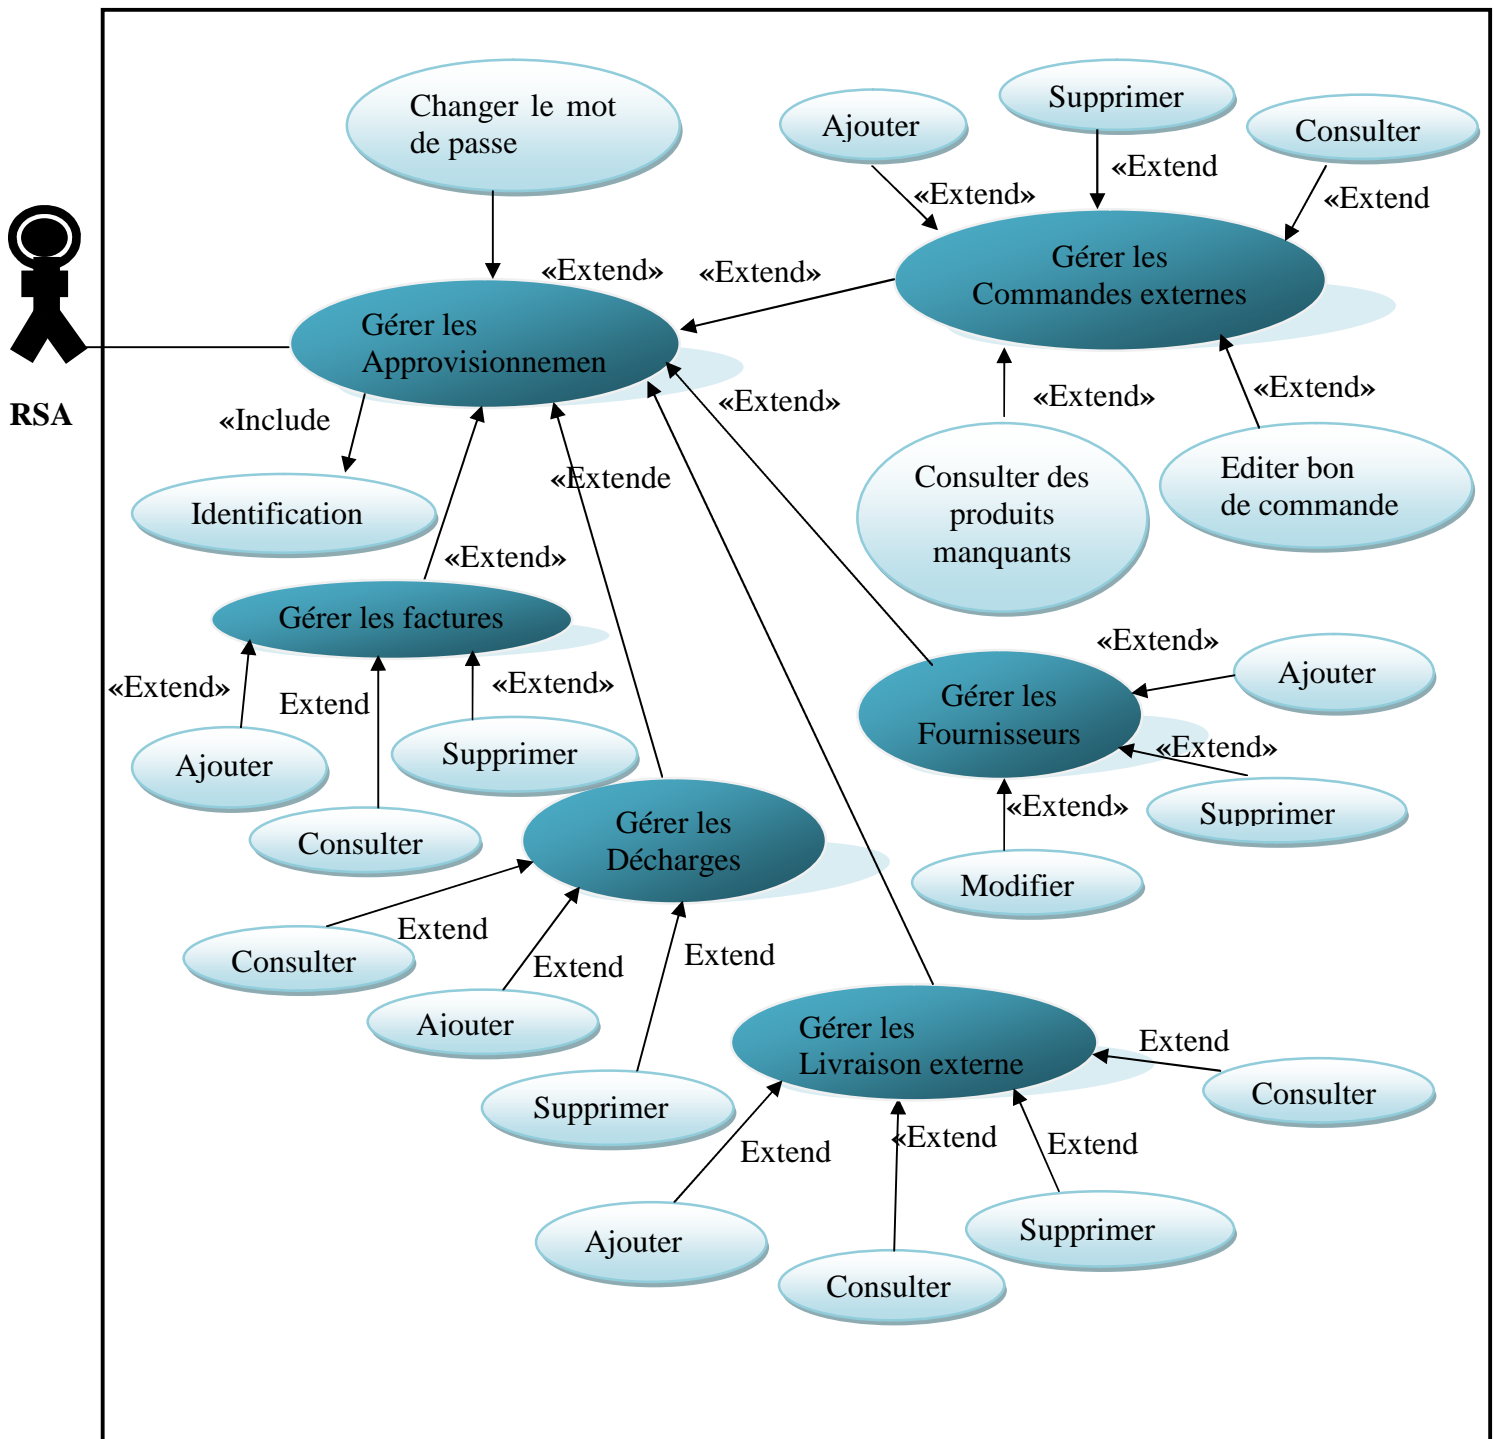 Changer le mot
de passe
Ajouter
Supprimer
Consulter
«Extend»
«Extend
«Extend
Gérer les
Commandes externes
«Extend»
«Extend»
Gérer les
Approvisionnemen
RSA
«Include
«Extend»
«Extend»
«Extend»
Consulter des
produits
manquants
Editer bon
de commande
«Extende
Identification
«Extend»
Gérer les factures
«Extend»
Extend
«Extend»
Ajouter
Supprimer
Consulter
«Extend»
Ajouter
Gérer les
Fournisseurs
«Extend»
Supprimer
«Extend»
Modifier
Gérer les
Décharges
Extend
Consulter
Extend
Ajouter
Extend
Supprimer
Gérer les
Livraison externe
Extend
Consulter
Extend
«Extend
Extend
Ajouter
Consulter
Supprimer